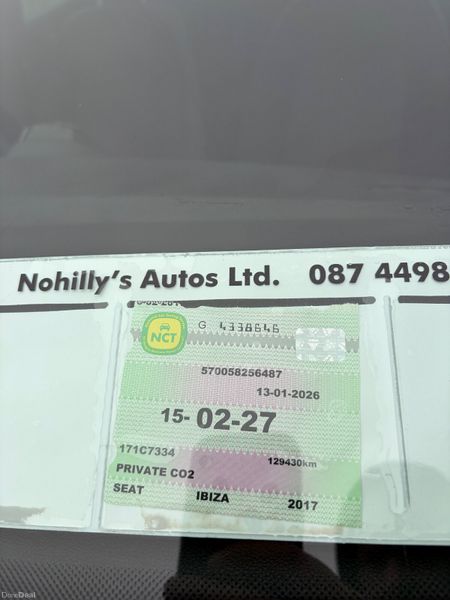 Nohilly's Autos Ltd. 087 4498
G 4338646
NCT
570058256487
13-01-2026
15-02-27
171C7334
129430km
PRIVATE CO2
SEAT IBIZA 2017
DoneDeal